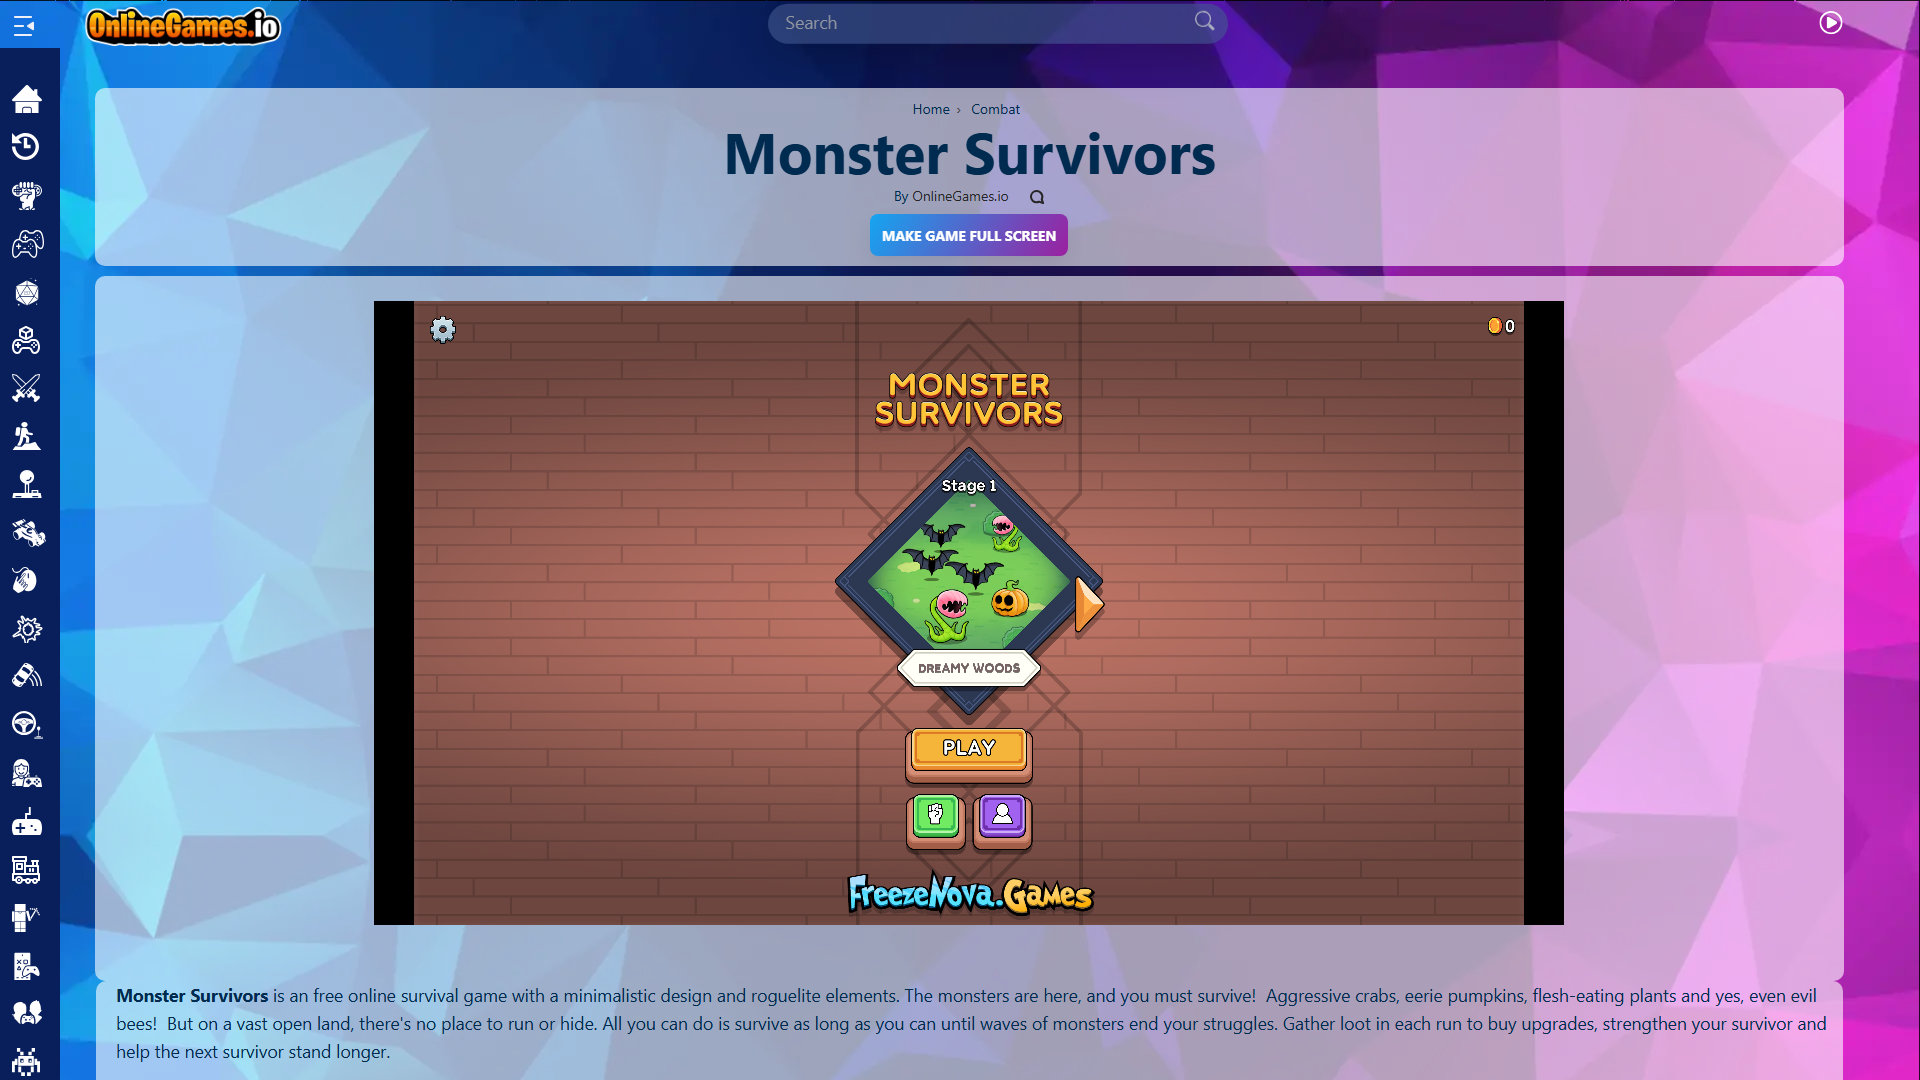 OnlineGames.io
Search
Home › Combat
Monster Survivors
By OnlineGames.io
MAKE GAME FULL SCREEN
0
MONSTER
SURVIVORS
Stage 1
DREAMY WOODS
PLAY
FreezeNova.Games
Monster Survivors is an free online survival game with a minimalistic design and roguelite elements. The monsters are here, and you must survive!  Aggressive crabs, eerie pumpkins, flesh-eating plants and yes, even evil
bees!  But on a vast open land, there's no place to run or hide. All you can do is survive as long as you can until waves of monsters end your struggles. Gather loot in each run to buy upgrades, strengthen your survivor and
help the next survivor stand longer.